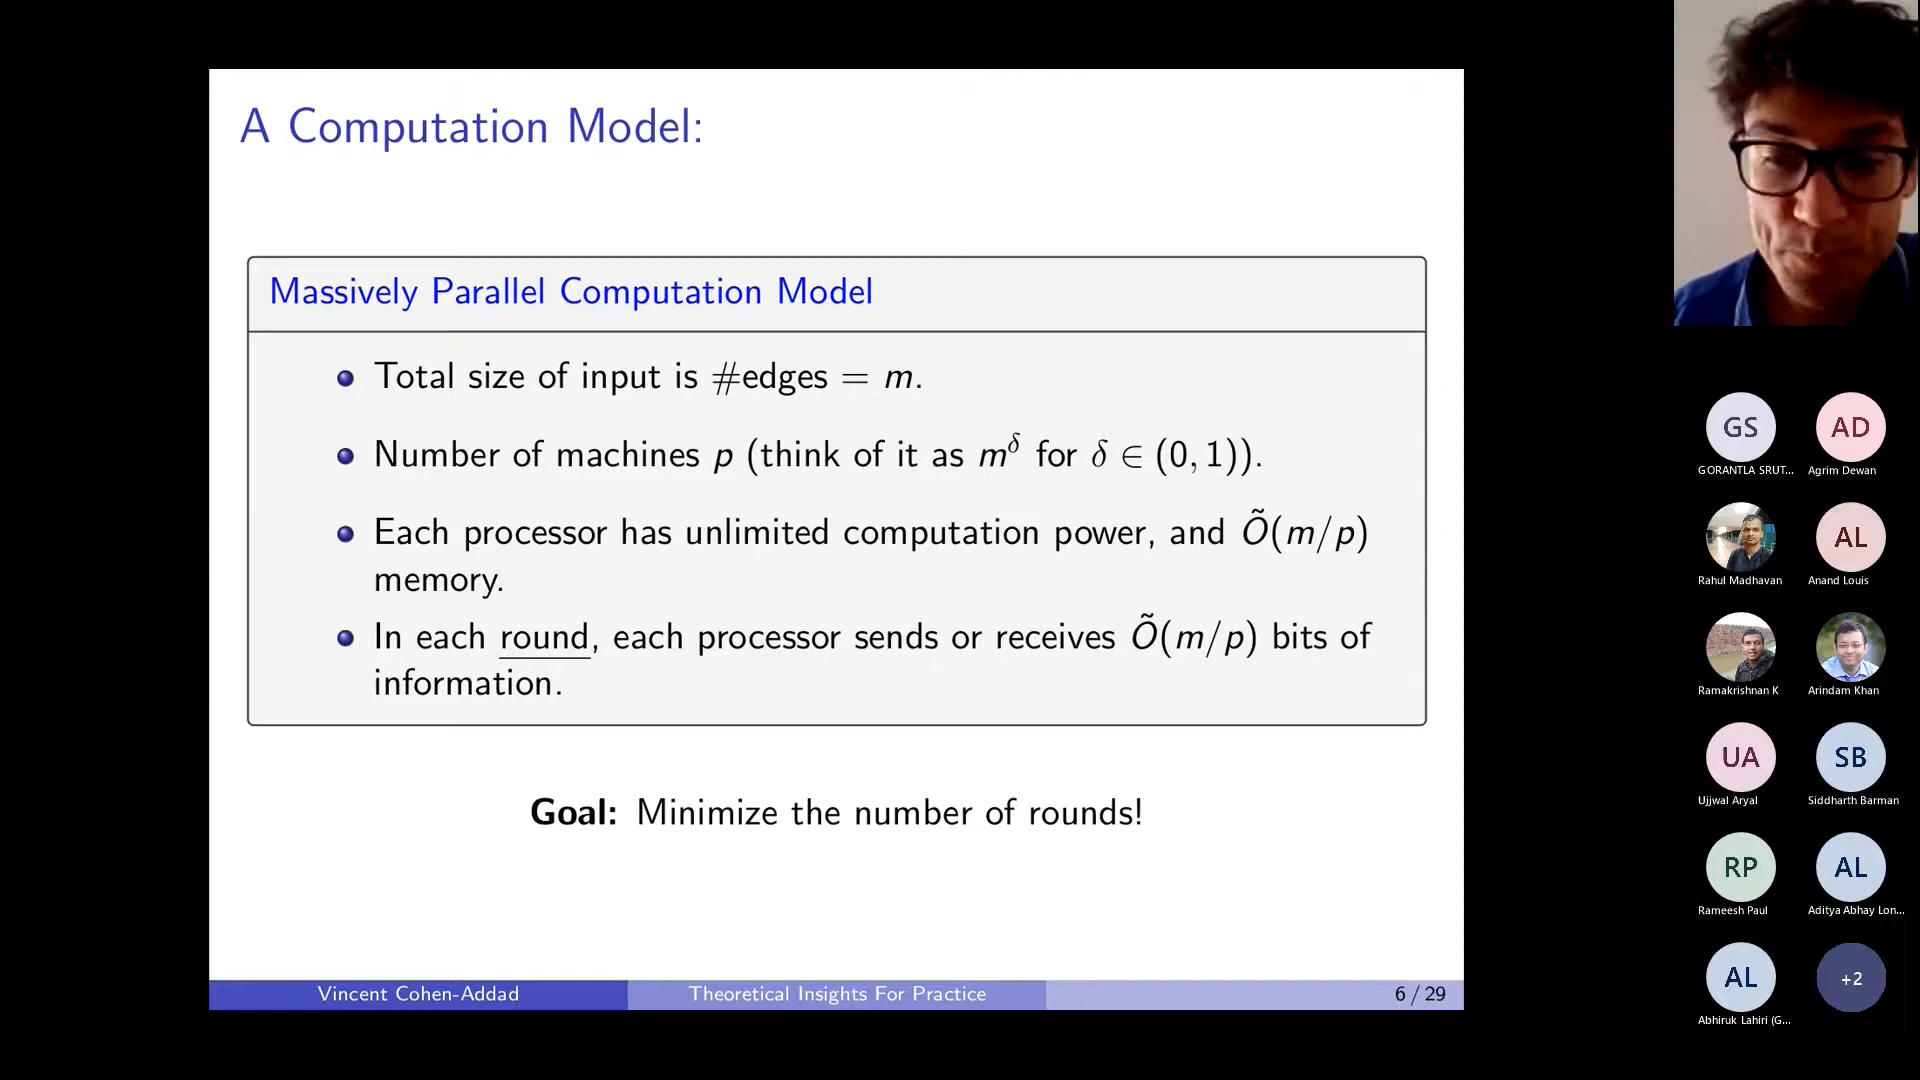 A Computation Model:
Massively Parallel Computation Model
Total size of input is #edges = m.
Number of machines p (think of it as m^δ for δ ∈ (0, 1)).
Each processor has unlimited computation power, and Õ(m/p)
memory.
In each round, each processor sends or receives Õ(m/p) bits of
information.
Goal: Minimize the number of rounds!
Vincent Cohen-Addad
Theoretical Insights For Practice
6 / 29
GS
AD
GORANTLA SRUT...
Agrim Dewan
AL
Rahul Madhavan
Anand Louis
Ramakrishnan K
Arindam Khan
UA
SB
Ujjwal Aryal
Siddharth Barman
RP
AL
Rameesh Paul
Aditya Abhay Lon...
AL
+2
Abhiruk Lahiri (G...